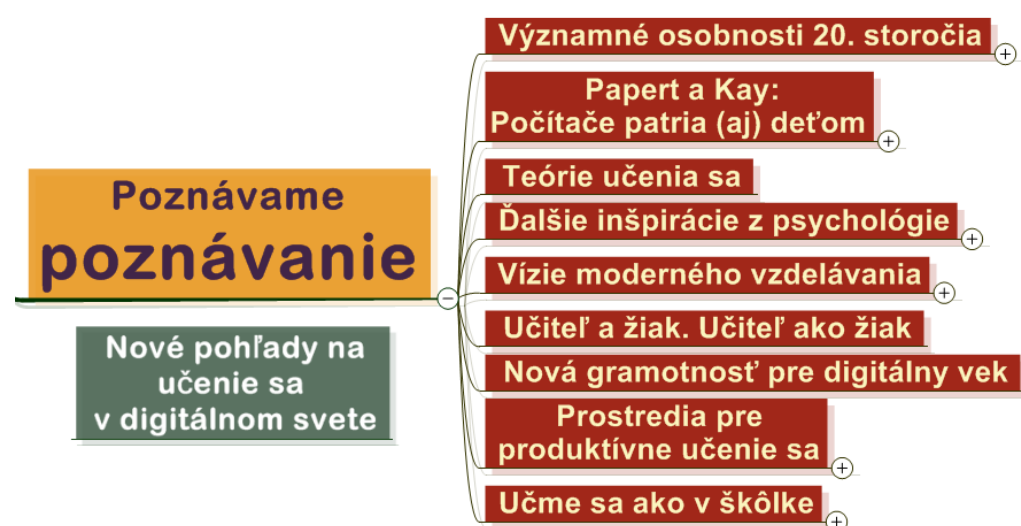 Poznávame
poznávanie
Nové pohľady na
učenie sa
v digitálnom svete
Významné osobnosti 20. storočia
Papert a Kay:
Počítače patria (aj) deťom
Teórie učenia sa
Ďalšie inšpirácie z psychológie
Vízie moderného vzdelávania
Učiteľ a žiak. Učiteľ ako žiak
Nová gramotnosť pre digitálny vek
Prostredia pre
produktívne učenie sa
Učme sa ako v škôlke